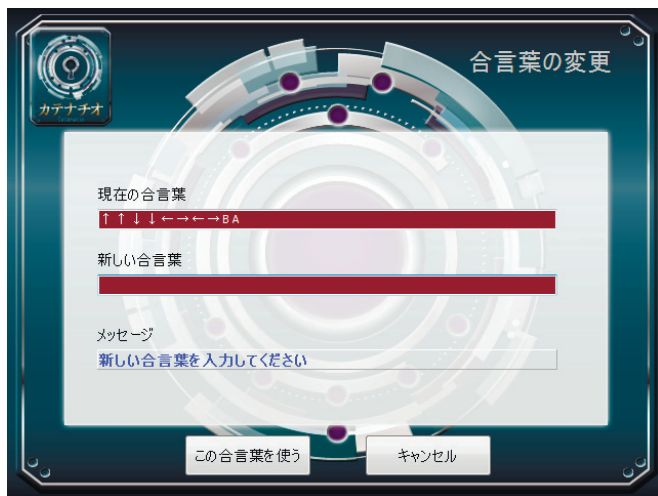 合言葉の変更
カテナチオ
現在の合言葉
↑↑↓↓←→←→BA
新しい合言葉
メッセージ
新しい合言葉を入力してください
この合言葉を使う
キャンセル